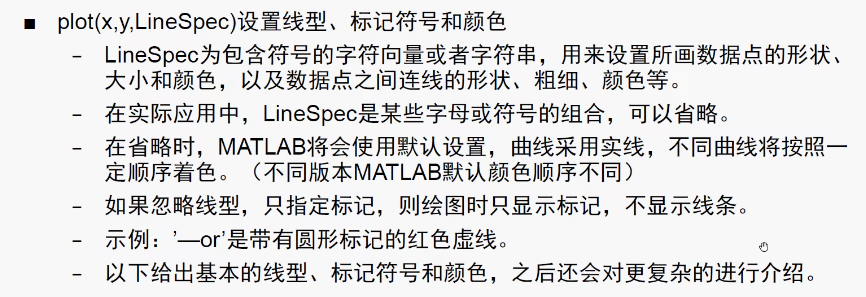 ■ plot(x,y,LineSpec)设置线型、标记符号和颜色
– LineSpec为包含符号的字符向量或者字符串，用来设置所画数据点的形状、
大小和颜色，以及数据点之间连线的形状、粗细、颜色等。
– 在实际应用中，LineSpec是某些字母或符号的组合，可以省略。
– 在省略时，MATLAB将会使用默认设置，曲线采用实线，不同曲线将按照一
定顺序着色。（不同版本MATLAB默认颜色顺序不同）
– 如果忽略线型，只指定标记，则绘图时只显示标记，不显示线条。
– 示例：’—or’是带有圆形标记的红色虚线。
– 以下给出基本的线型、标记符号和颜色，之后还会对更复杂的进行介绍。